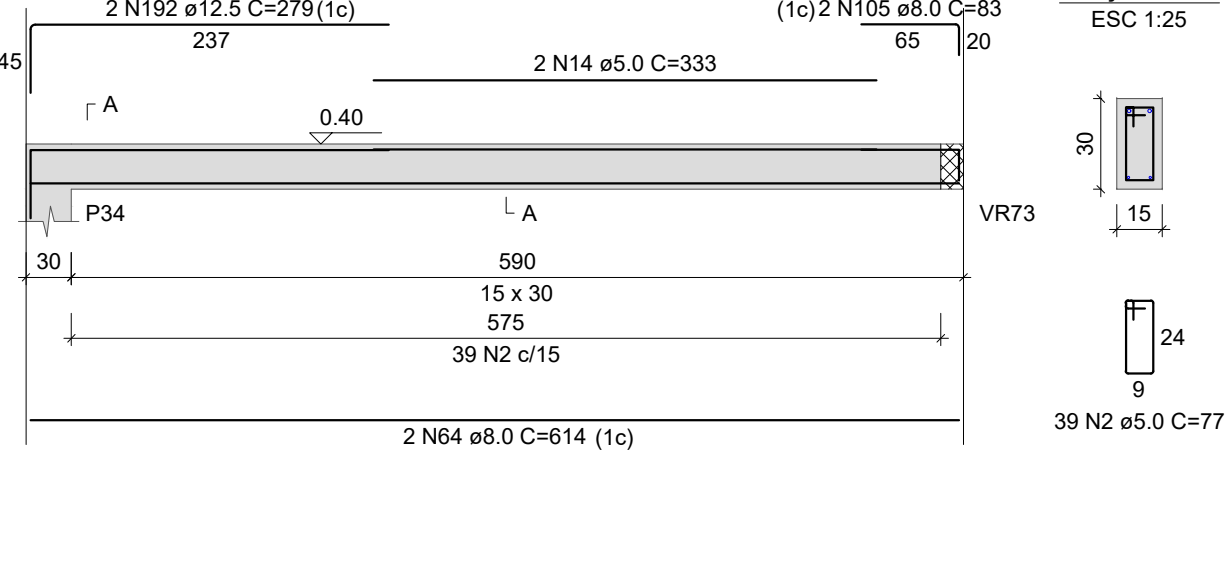 2 N192 ø12.5 C=279(1c)
(1c)2 N105 ø8.0 C=83
ESC 1:25
237
65
20
45
2 N14 ø5.0 C=333
A
0.40
30
P34
A
VR73
15
30
590
15 x 30
575
39 N2 c/15
24
9
39 N2 ø5.0 C=77
2 N64 ø8.0 C=614 (1c)